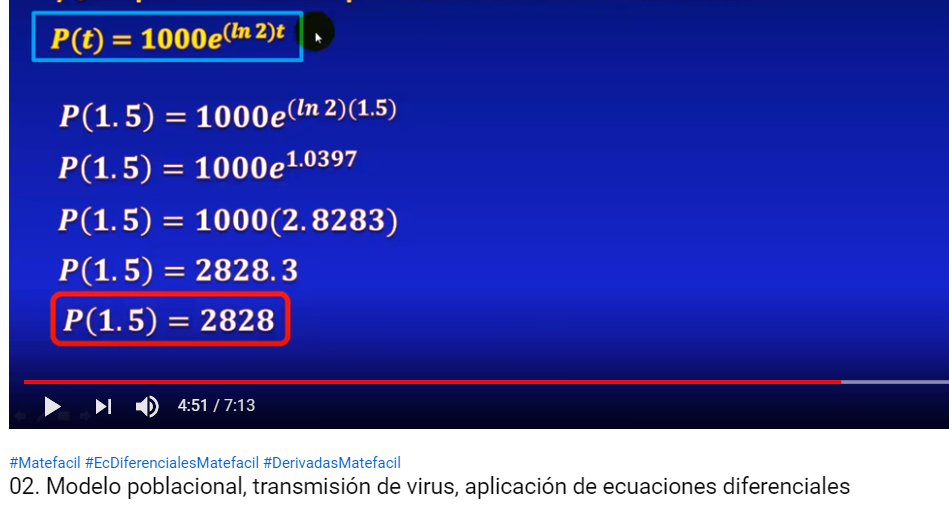 P(t) = 1000e^(ln 2)t
P(1.5) = 1000e^(ln 2)(1.5)
P(1.5) = 1000e^1.0397
P(1.5) = 1000(2.8283)
P(1.5) = 2828.3
P(1.5) = 2828
4:51 / 7:13
#Matefacil #EcDiferencialesMatefacil #DerivadasMatefacil
02. Modelo poblacional, transmisión de virus, aplicación de ecuaciones diferenciales